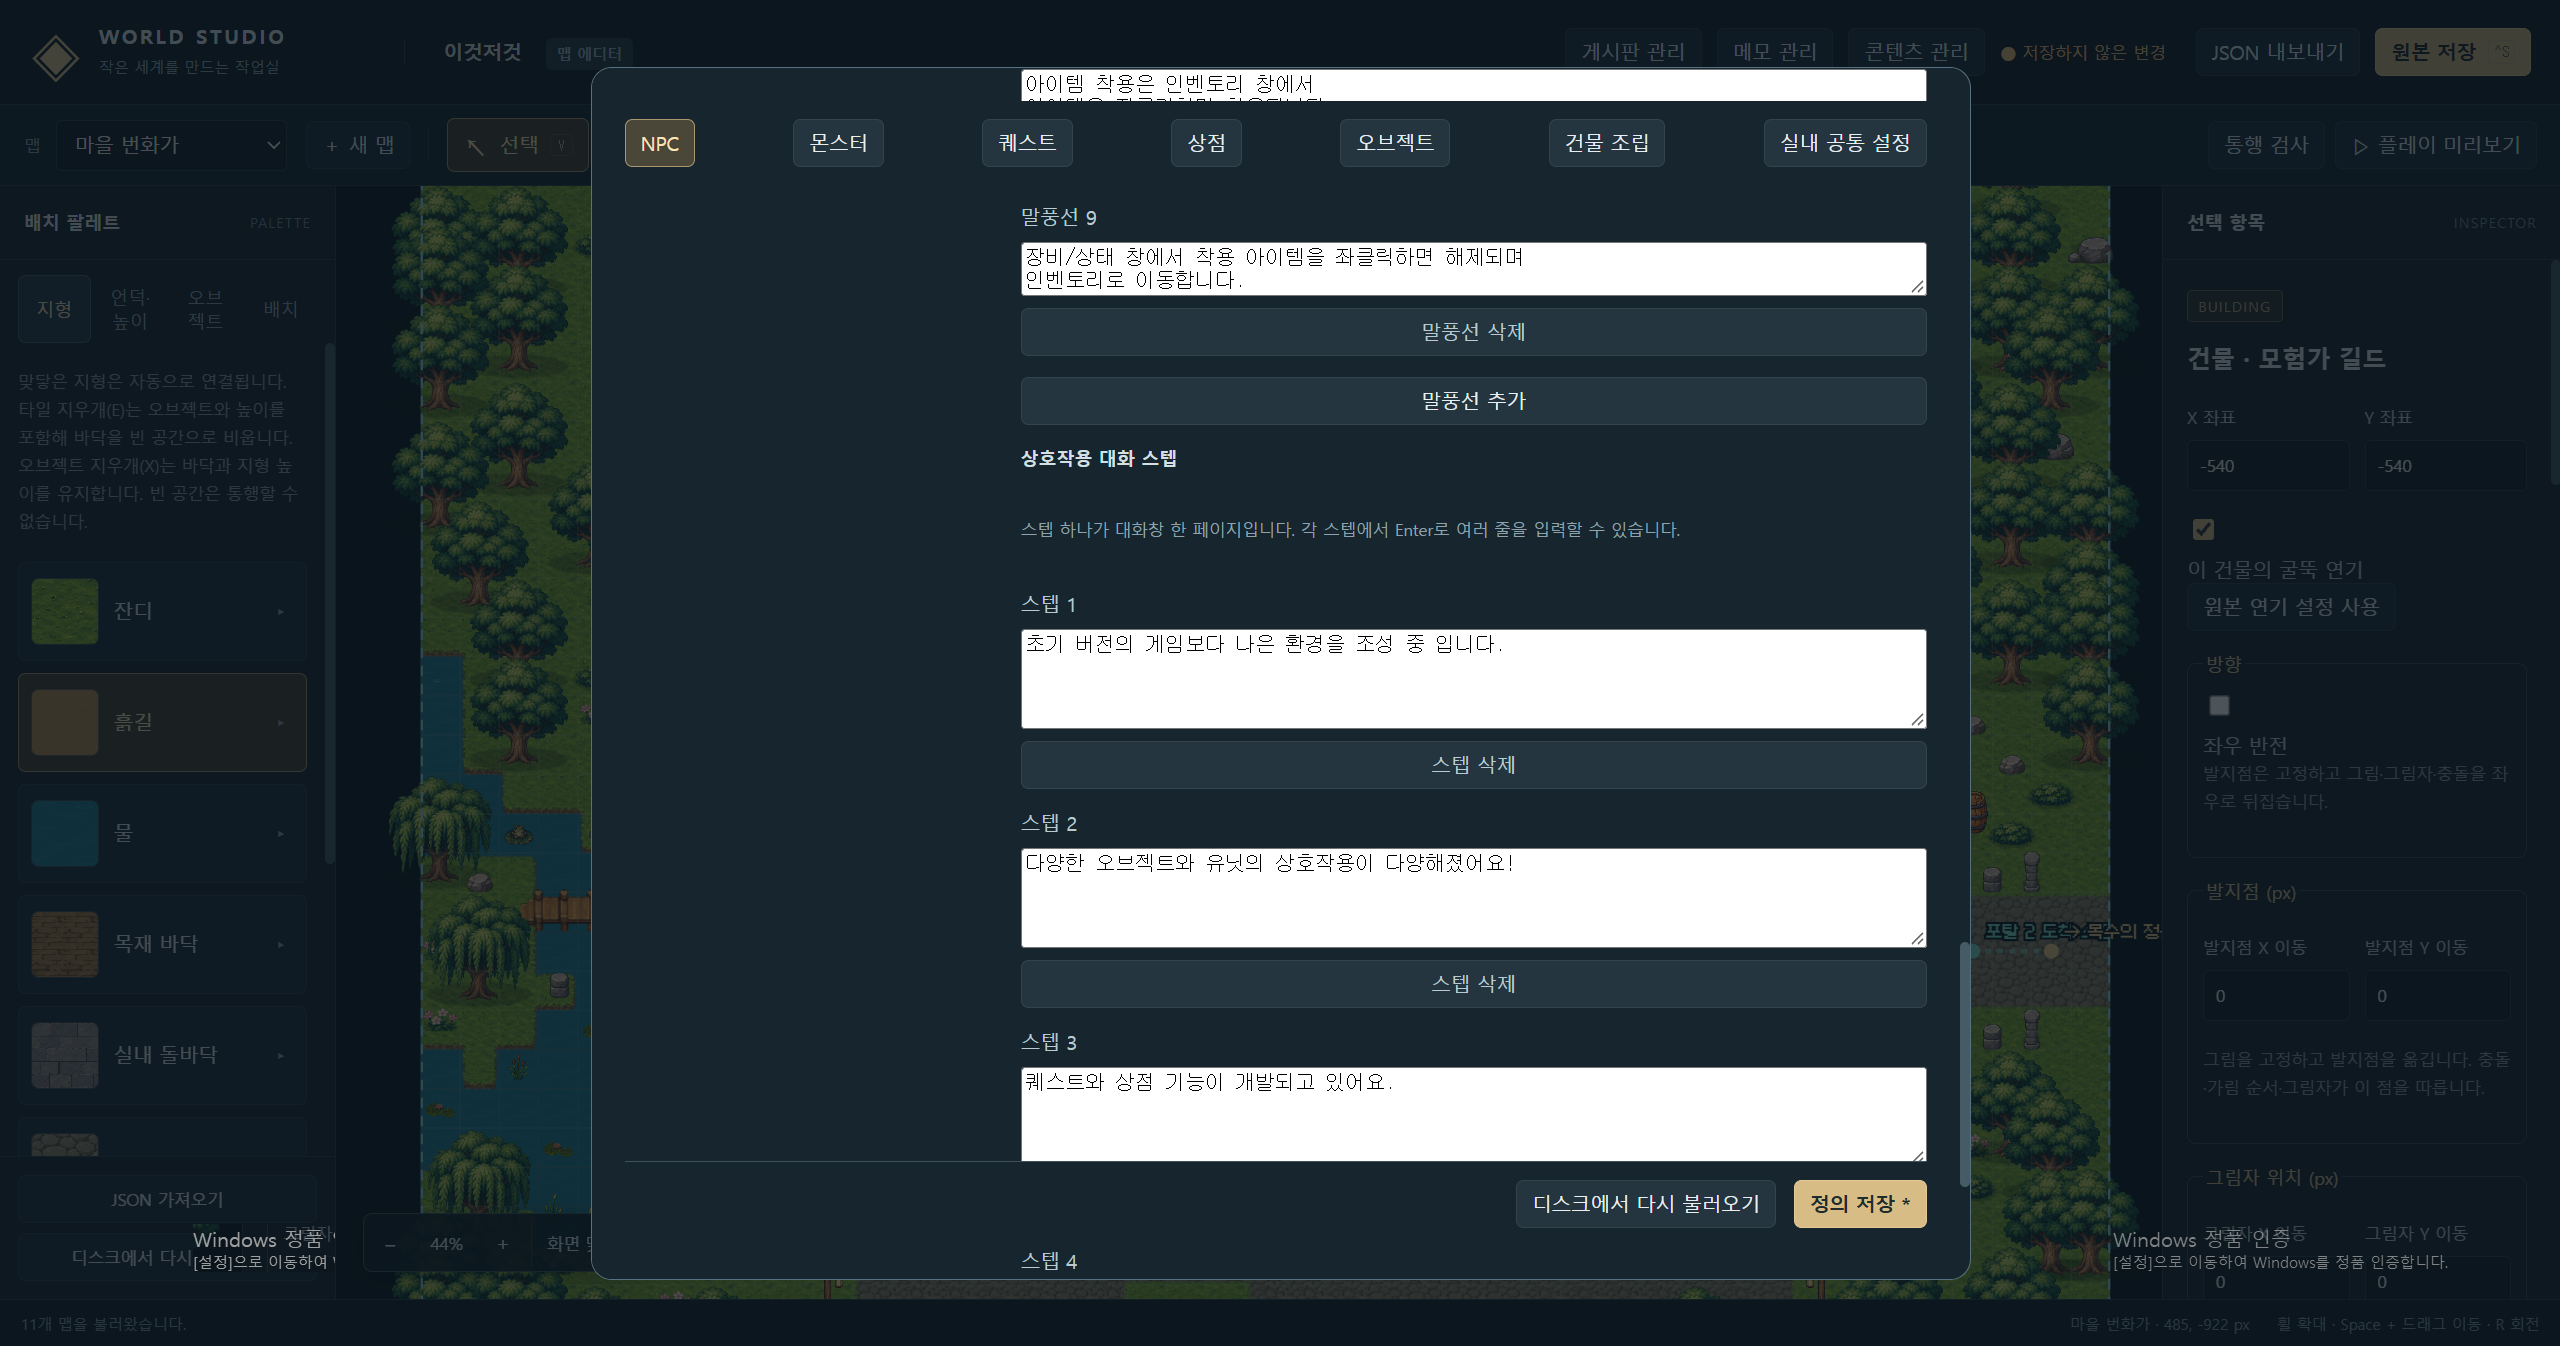 WORLD STUDIO
작은 세계를 만드는 작업실
이것저것
맵 에디터
게시판 관리
메모 관리
콘텐츠 관리
저장하지 않은 변경
JSON 내보내기
원본 저장 ^S
맵
마을 번화가
+ 새 맵
선택 V
통행 검사
플레이 미리보기
배치 팔레트
PALETTE
지형
언덕·
높이
오브
젝트
배치
맞닿은 지형은 자동으로 연결됩니다.
타일 지우개(E)는 오브젝트와 높이를
포함해 바닥을 빈 공간으로 비웁니다.
오브젝트 지우개(X)는 바닥과 지형 높
이를 유지합니다. 빈 공간은 통행할 수
없습니다.
잔디
흙길
물
목재 바닥
실내 돌바닥
JSON 가져오기
디스크에서 다시
Windows 정품
[설정]으로 이동하여
− 44% +
화면
아이템 착용은 인벤토리 창에서
NPC
몬스터
퀘스트
상점
오브젝트
건물 조립
실내 공통 설정
말풍선 9
장비/상태 창에서 착용 아이템을 좌클릭하면 해제되며
인벤토리로 이동합니다.
말풍선 삭제
말풍선 추가
상호작용 대화 스텝
스텝 하나가 대화창 한 페이지입니다. 각 스텝에서 Enter로 여러 줄을 입력할 수 있습니다.
스텝 1
초기 버전의 게임보다 나은 환경을 조성 중 입니다.
스텝 삭제
스텝 2
다양한 오브젝트와 유닛의 상호작용이 다양해졌어요!
스텝 삭제
스텝 3
퀘스트와 상점 기능이 개발되고 있어요.
디스크에서 다시 불러오기
정의 저장 *
스텝 4
선택 항목
INSPECTOR
BUILDING
건물 · 모험가 길드
X 좌표
Y 좌표
-540
-540
이 건물의 굴뚝 연기
원본 연기 설정 사용
방향
좌우 반전
발지점은 고정하고 그림·그림자·충돌을 좌
우로 뒤집습니다.
발지점 (px)
포탈 2 도착
목수의 정
발지점 X 이동
발지점 Y 이동
0
0
그림을 고정하고 발지점을 옮깁니다. 충돌
·가림 순서·그림자가 이 점을 따릅니다.
그림자 위치 (px)
그림자 X 이동
그림자 Y 이동
Windows 정품 인증
[설정]으로 이동하여 Windows를 정품 인증합니다.
0
0
11개 맵을 불러왔습니다.
마을 번화가 · 485, -922 px
휠 확대 · Space + 드래그 이동 · R 회전